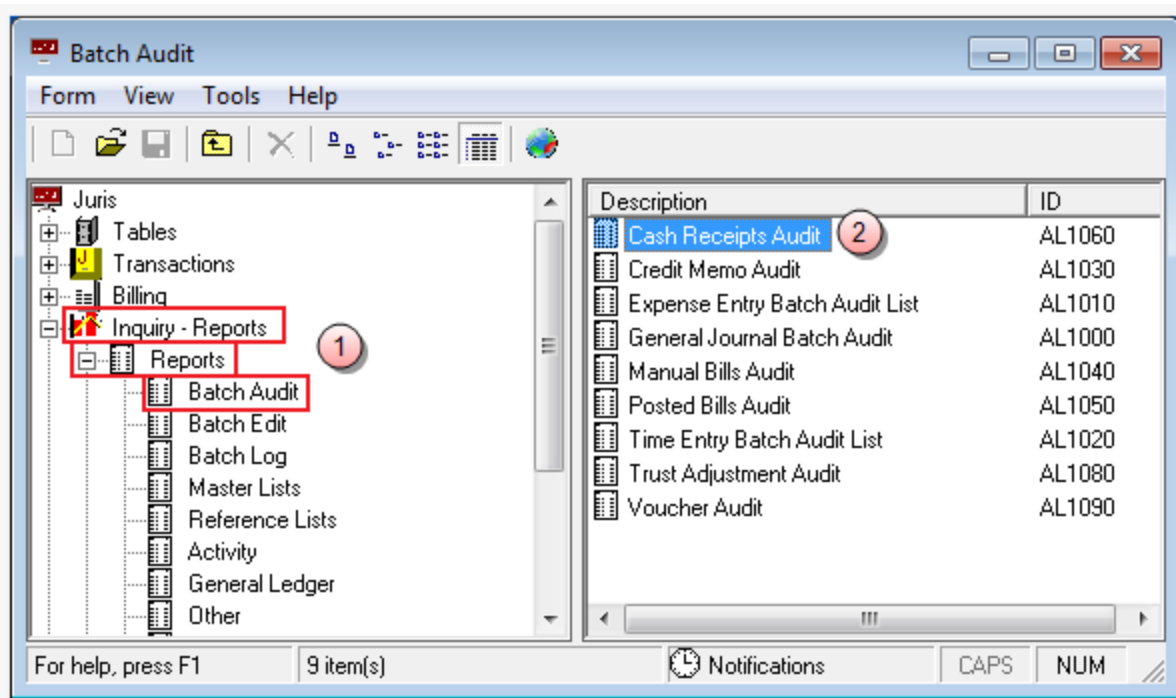 Batch Audit
Form View Tools Help
Juris
Tables
Transactions
Billing
Inquiry - Reports
1
Reports
Batch Audit
Batch Edit
Batch Log
Master Lists
Reference Lists
Activity
General Ledger
Other
Description ID
Cash Receipts Audit 2 AL1060
Credit Memo Audit AL1030
Expense Entry Batch Audit List AL1010
General Journal Batch Audit AL1000
Manual Bills Audit AL1040
Posted Bills Audit AL1050
Time Entry Batch Audit List AL1020
Trust Adjustment Audit AL1080
Voucher Audit AL1090
For help, press F1 9 item(s) Notifications CAPS NUM